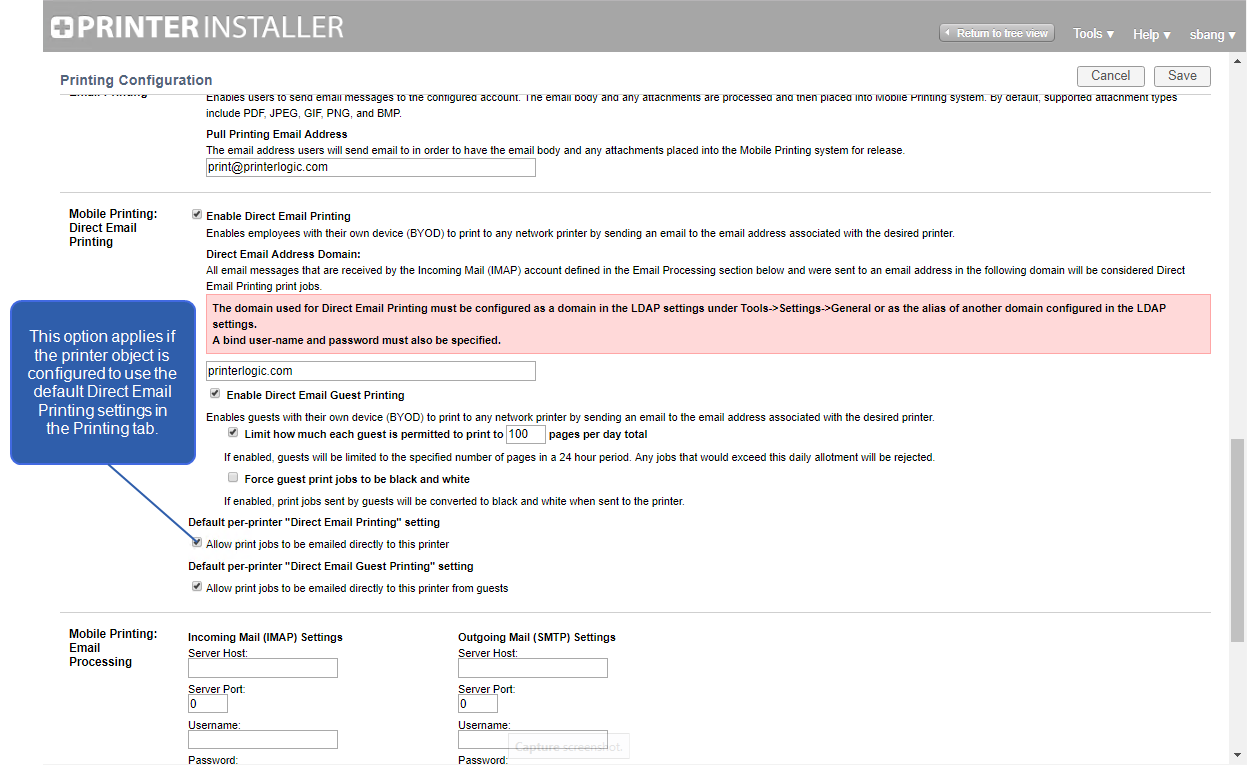 PRINTERINSTALLER
Return to tree view
Tools ▾
Help ▾
sbang ▾
Printing Configuration
Cancel
Save
Email Printing
Enables users to send email messages to the configured account. The email body and any attachments are processed and then placed into Mobile Printing system. By default, supported attachment types
include PDF, JPEG, GIF, PNG, and BMP.
Pull Printing Email Address
The email address users will send email to in order to have the email body and any attachments placed into the Mobile Printing system for release.
print@printerlogic.com
Mobile Printing:
Direct Email
Printing
Enable Direct Email Printing
Enables employees with their own device (BYOD) to print to any network printer by sending an email to the email address associated with the desired printer.
Direct Email Address Domain:
All email messages that are received by the Incoming Mail (IMAP) account defined in the Email Processing section below and were sent to an email address in the following domain will be considered Direct
Email Printing print jobs.
The domain used for Direct Email Printing must be configured as a domain in the LDAP settings under Tools->Settings->General or as the alias of another domain configured in the LDAP
settings.
A bind user-name and password must also be specified.
printerlogic.com
Enable Direct Email Guest Printing
Enables guests with their own device (BYOD) to print to any network printer by sending an email to the email address associated with the desired printer.
Limit how much each guest is permitted to print to 100 pages per day total
If enabled, guests will be limited to the specified number of pages in a 24 hour period. Any jobs that would exceed this daily allotment will be rejected.
Force guest print jobs to be black and white
If enabled, print jobs sent by guests will be converted to black and white when sent to the printer.
Default per-printer "Direct Email Printing" setting
Allow print jobs to be emailed directly to this printer
Default per-printer "Direct Email Guest Printing" setting
Allow print jobs to be emailed directly to this printer from guests
This option applies if
the printer object is
configured to use the
default Direct Email
Printing settings in
the Printing tab.
Mobile Printing:
Email
Processing
Incoming Mail (IMAP) Settings
Server Host:
Server Port:
0
Username:
Password:
Outgoing Mail (SMTP) Settings
Server Host:
Server Port:
0
Username:
Password:
Capture screenshot.